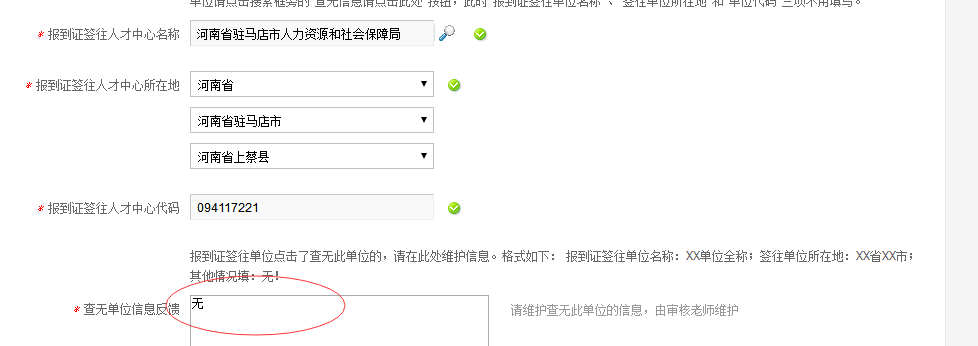 单位请点击搜索框旁的"查无信息请点击此处"按钮，此时"报到证签往单位名称"、"签往单位所在地"和"单位代码"三项不用填写。
* 报到证签往人才中心名称 河南省驻马店市人力资源和社会保障局
* 报到证签往人才中心所在地 河南省
河南省驻马店市
河南省上蔡县
* 报到证签往人才中心代码 094117221
报到证签往单位点击了查无此单位的，请在此处维护信息。格式如下： 报到证签往单位名称：XX单位全称；签往单位所在地：XX省XX市；
其他情况填：无！
* 查无单位信息反馈 无 请维护查无此单位的信息，由审核老师维护